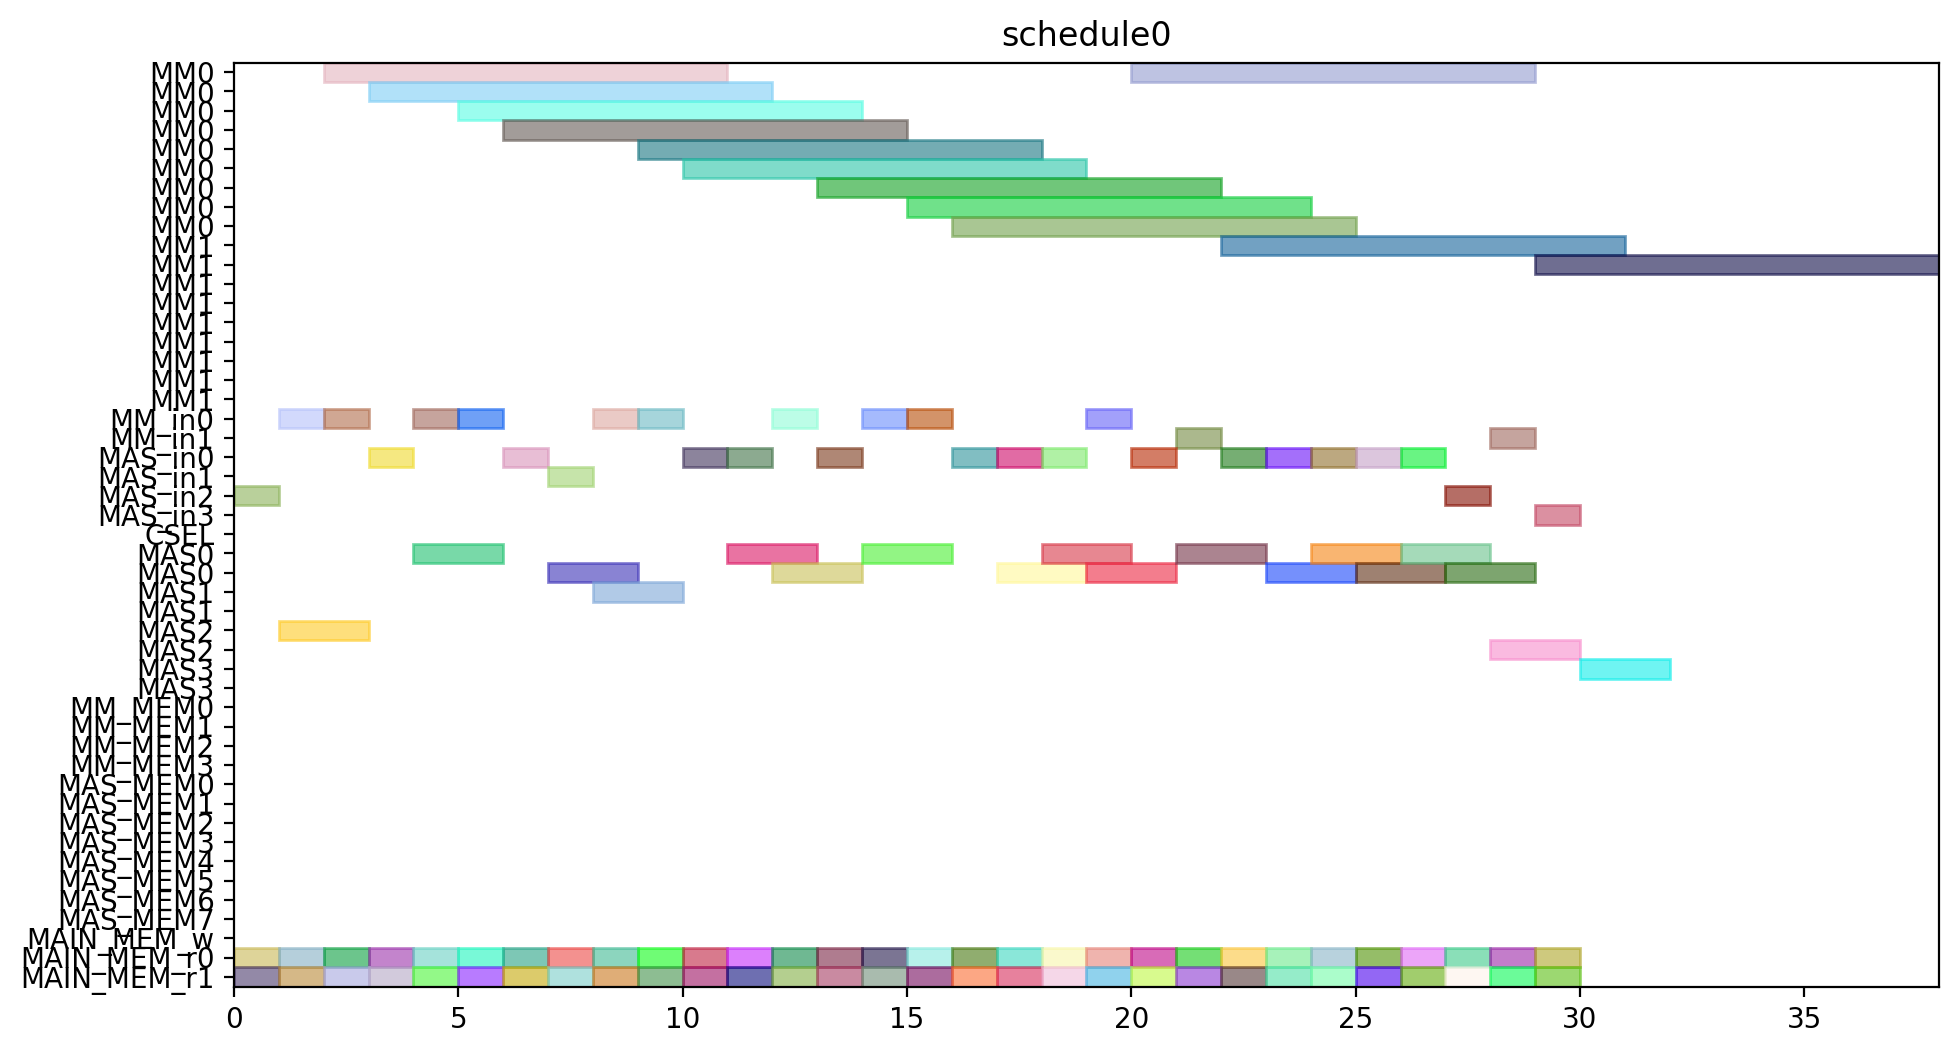 schedule0
MM0
MM0
MM0
MM0
MM0
MM0
MM0
MM0
MM0
MM1
MM1
MM1
MM1
MM1
MM1
MM1
MM1
MM1
MM_in0
MM_in1
MAS_in0
MAS_in1
MAS_in2
MAS_in3
CSEL
MAS0
MAS0
MAS1
MAS1
MAS2
MAS2
MAS3
MAS3
MM_MEM0
MM_MEM1
MM_MEM2
MM_MEM3
MAS_MEM0
MAS_MEM1
MAS_MEM2
MAS_MEM3
MAS_MEM4
MAS_MEM5
MAS_MEM6
MAS_MEM7
MAIN_MEM_w
MAIN_MEM_r0
MAIN_MEM_r1
0 5 10 15 20 25 30 35